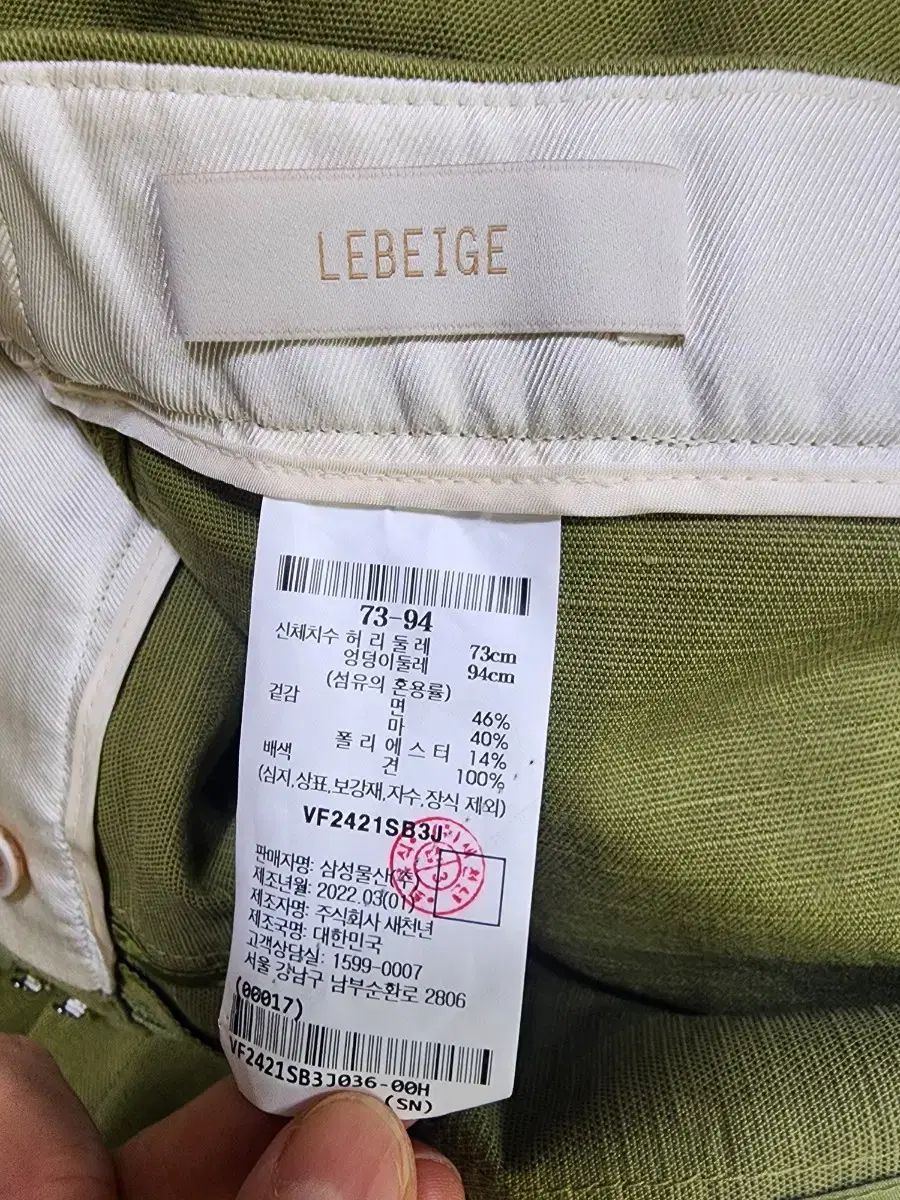 LEBEIGE
73-94
신체치수 허 리 둘 레 73cm
엉덩이둘레 94cm
(섬유의 혼용률)
겉감 면 46%
마 40%
폴 리 에 스 터 14%
배색 견 100%
(심지,상표,보강재,자수,장식 제외)
VF2421SB3J
판매자명: 삼성물산(주)
제조년월: 2022.03(01)
제조자명: 주식회사 새천년
제조국명: 대한민국
고객상담실: 1599-0007
서울 강남구 남부순환로 2806
(00017)
VF2421SB3J036-00H
(SN)